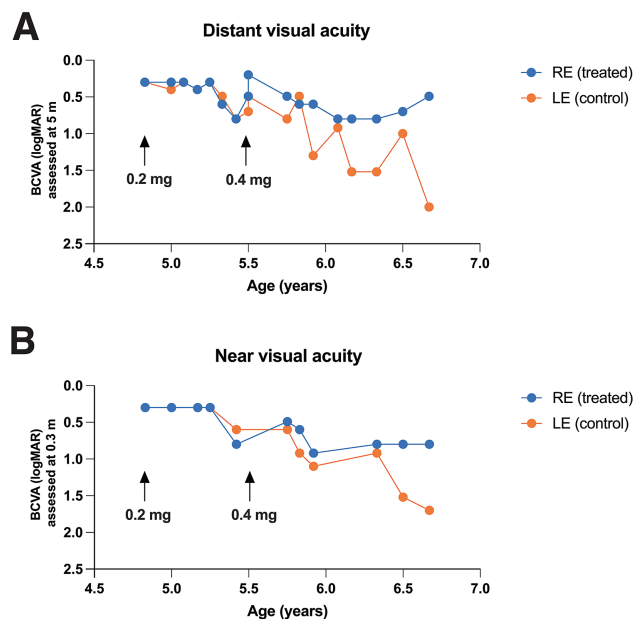 A
Distant visual acuity
RE (treated)
LE (control)
BCVA (logMAR)
assessed at 5 m
0.0
0.5
1.0
1.5
2.0
2.5
0.2 mg
0.4 mg
4.5 5.0 5.5 6.0 6.5 7.0
Age (years)
B
Near visual acuity
RE (treated)
LE (control)
BCVA (logMAR)
assessed at 0.3 m
0.0
0.5
1.0
1.5
2.0
2.5
0.2 mg
0.4 mg
4.5 5.0 5.5 6.0 6.5 7.0
Age (years)